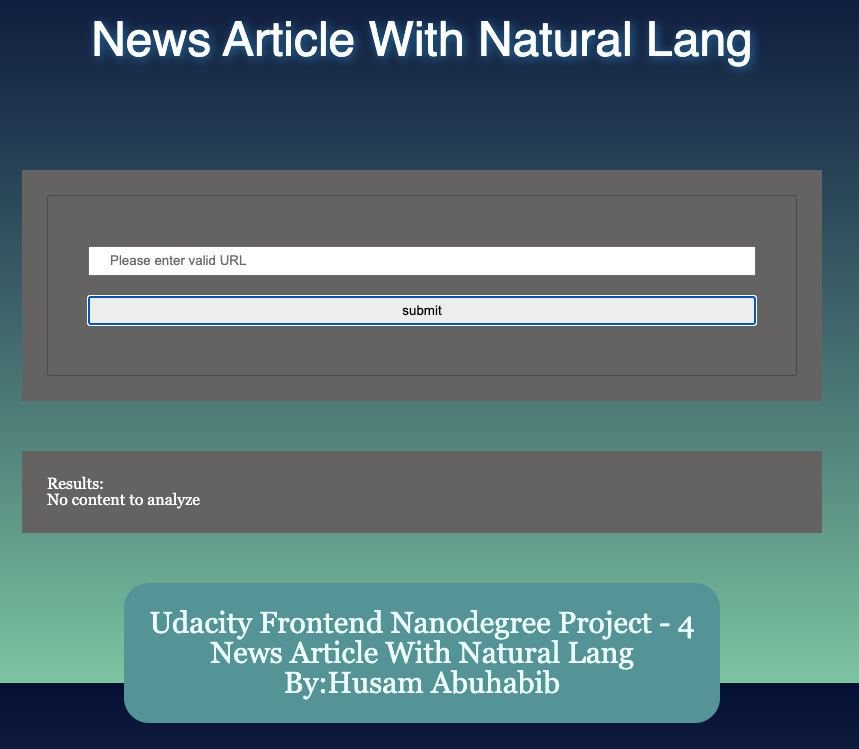 News Article With Natural Lang
Please enter valid URL
submit
Results:
No content to analyze
Udacity Frontend Nanodegree Project - 4
News Article With Natural Lang
By:Husam Abuhabib